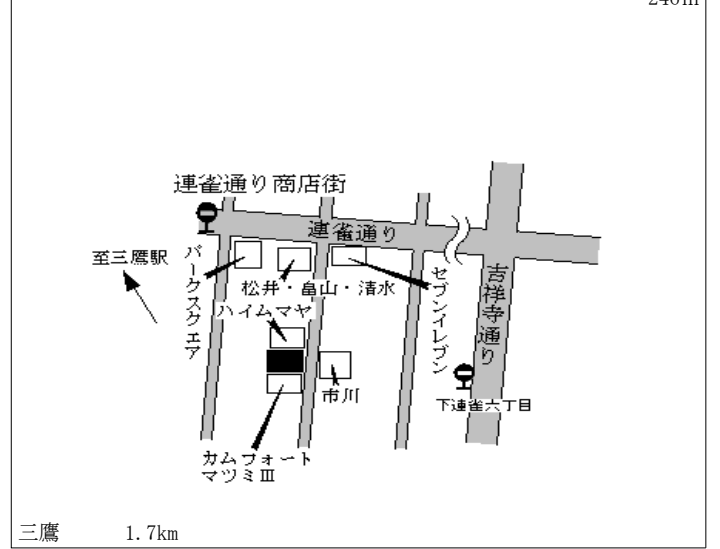 連雀通り商店街
連雀通り
至三鷹駅
パークスクエア
松井・畠山・清水
セブンイレブン
吉祥寺通り
ハイムマヤ
市川
下連雀六丁目
カムフォート
マツミⅢ
三鷹 1.7km